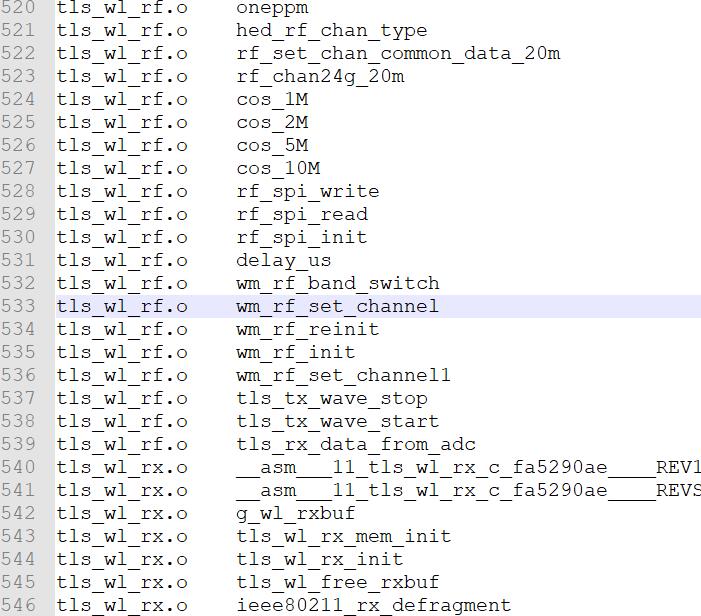 520 tls_wl_rf.o oneppm
521 tls_wl_rf.o hed_rf_chan_type
522 tls_wl_rf.o rf_set_chan_common_data_20m
523 tls_wl_rf.o rf_chan24g_20m
524 tls_wl_rf.o cos_1M
525 tls_wl_rf.o cos_2M
526 tls_wl_rf.o cos_5M
527 tls_wl_rf.o cos_10M
528 tls_wl_rf.o rf_spi_write
529 tls_wl_rf.o rf_spi_read
530 tls_wl_rf.o rf_spi_init
531 tls_wl_rf.o delay_us
532 tls_wl_rf.o wm_rf_band_switch
533 tls_wl_rf.o wm_rf_set_channel
534 tls_wl_rf.o wm_rf_reinit
535 tls_wl_rf.o wm_rf_init
536 tls_wl_rf.o wm_rf_set_channel1
537 tls_wl_rf.o tls_tx_wave_stop
538 tls_wl_rf.o tls_tx_wave_start
539 tls_wl_rf.o tls_rx_data_from_adc
540 tls_wl_rx.o __asm___11_tls_wl_rx_c_fa5290ae____REV1
541 tls_wl_rx.o __asm___11_tls_wl_rx_c_fa5290ae____REVS
542 tls_wl_rx.o g_wl_rxbuf
543 tls_wl_rx.o tls_wl_rx_mem_init
544 tls_wl_rx.o tls_wl_rx_init
545 tls_wl_rx.o tls_wl_free_rxbuf
546 tls_wl_rx.o ieee80211_rx_defragment